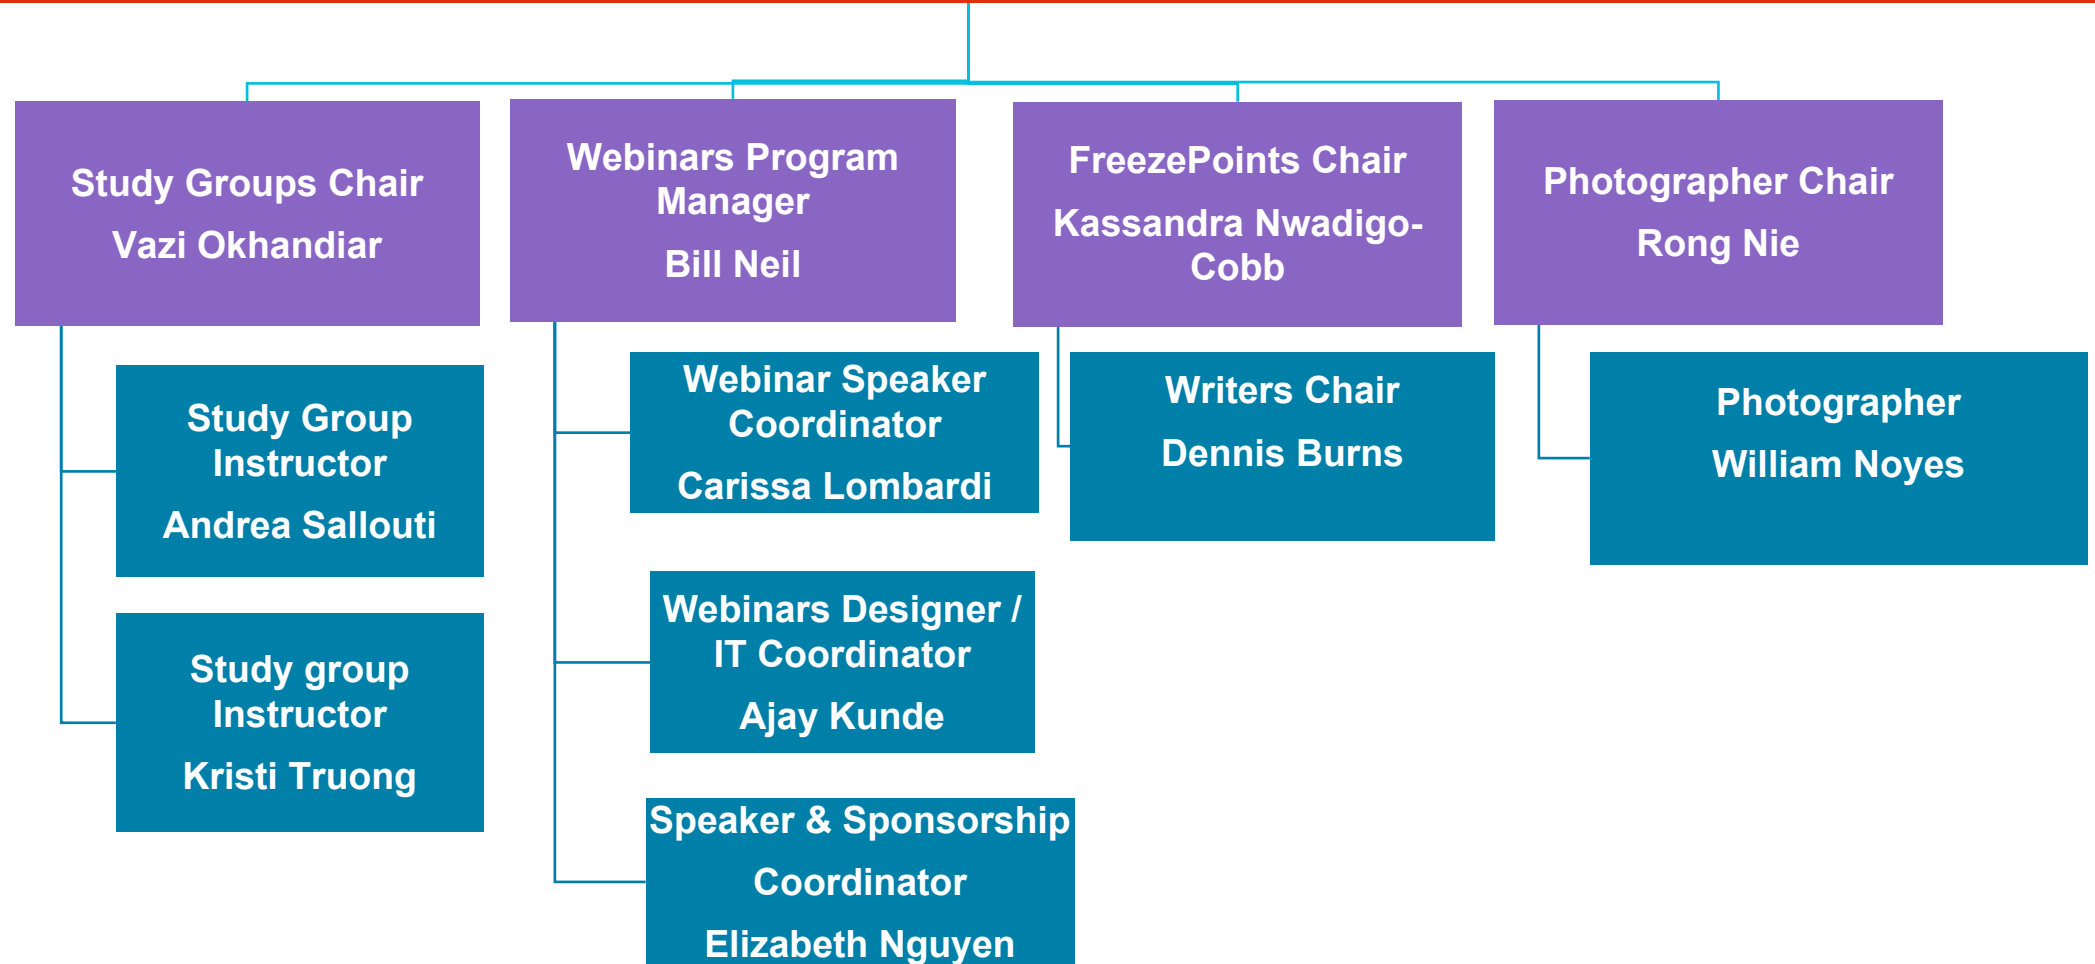 Study Groups Chair
Vazi Okhandiar
Webinars Program
Manager
Bill Neil
FreezePoints Chair
Kassandra Nwadigo-
Cobb
Photographer Chair
Rong Nie
Study Group
Instructor
Andrea Sallouti
Study group
Instructor
Kristi Truong
Webinar Speaker
Coordinator
Carissa Lombardi
Webinars Designer /
IT Coordinator
Ajay Kunde
Speaker & Sponsorship
Coordinator
Elizabeth Nguyen
Writers Chair
Dennis Burns
Photographer
William Noyes